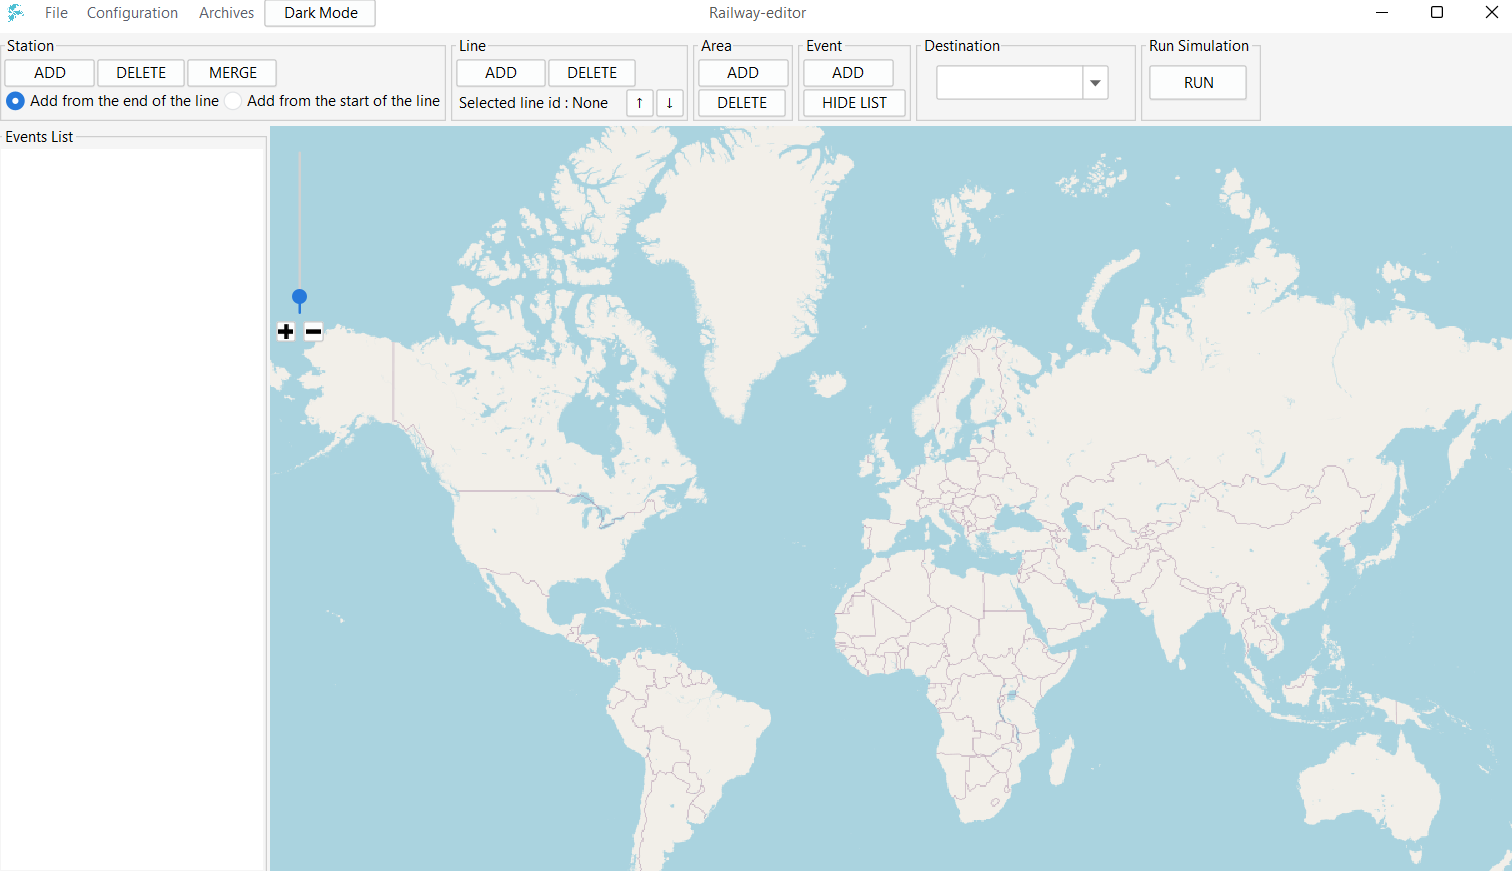 File Configuration Archives Dark Mode Railway-editor
Station Line Area Event Destination Run Simulation
ADD DELETE MERGE ADD DELETE ADD ADD RUN
Add from the end of the line Add from the start of the line Selected line id : None ↑ ↓ DELETE HIDE LIST
Events List